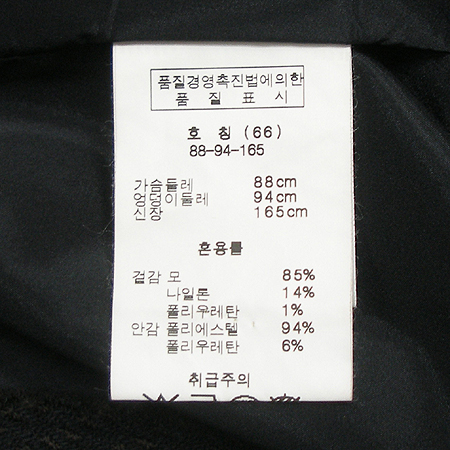 품질경영촉진법에의한
품 질 표 시
호 칭 (66)
88-94-165
가슴둘레 88cm
엉덩이둘레 94cm
신장 165cm
혼용률
겉감 모 85%
나일론 14%
폴리우레탄 1%
안감 폴리에스텔 94%
폴리우레탄 6%
취급주의